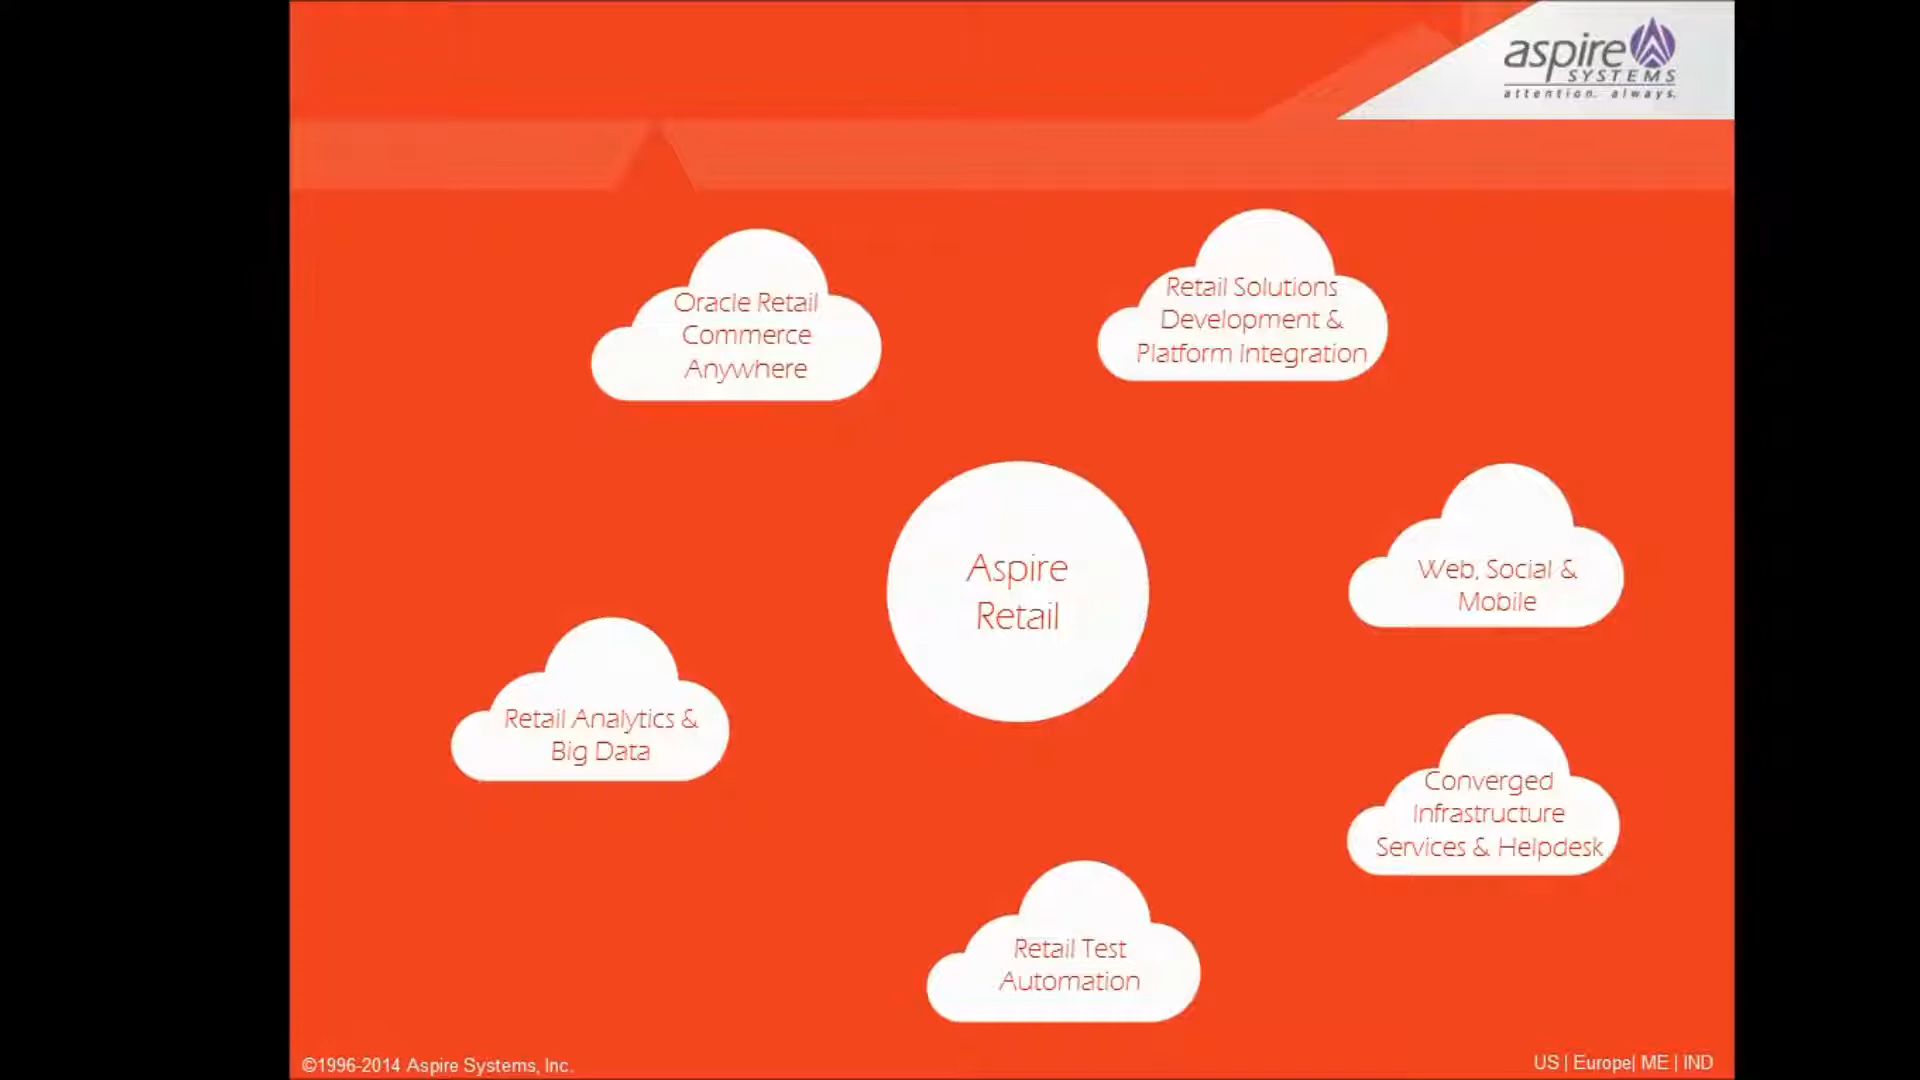 aspire
SYSTEMS
attention. always.
Oracle Retail
Commerce
Anywhere
Retail Solutions
Development &
Platform Integration
Aspire
Retail
Web, Social &
Mobile
Retail Analytics &
Big Data
Converged
Infrastructure
Services & Helpdesk
Retail Test
Automation
©1996-2014 Aspire Systems, Inc.
US | Europe| ME | IND